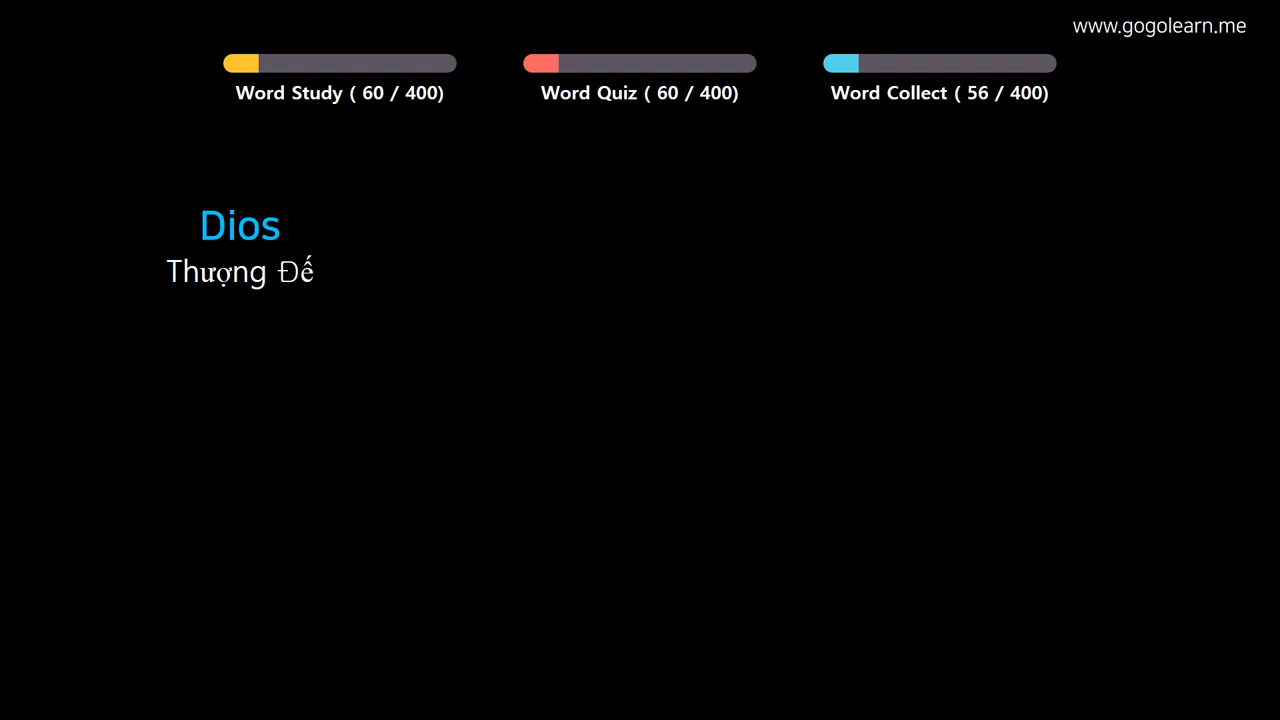 www.gogolearn.me
Word Study ( 60 / 400)
Word Quiz ( 60 / 400)
Word Collect ( 56 / 400)
Dios
Thượng Đế